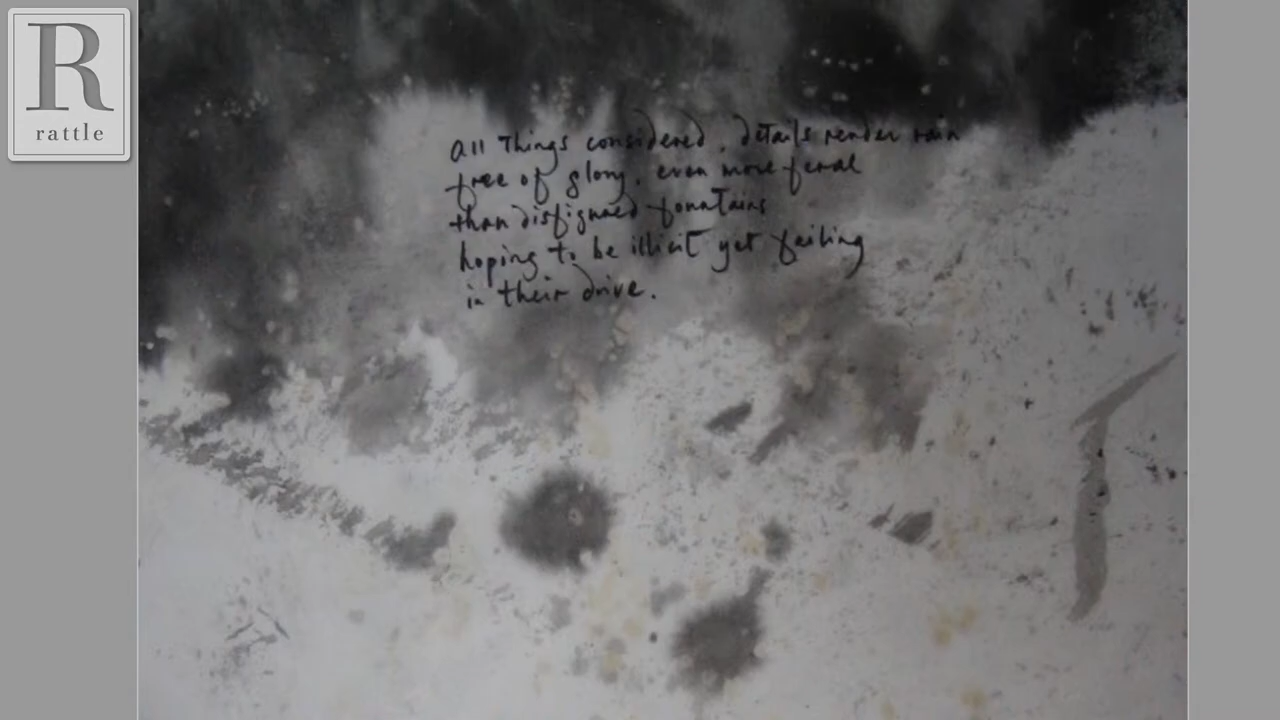 R
rattle
all Things considered, details render rain
free of glory, even more feral
than disfigured fountains
hoping to be illicit yet failing
in their drive.